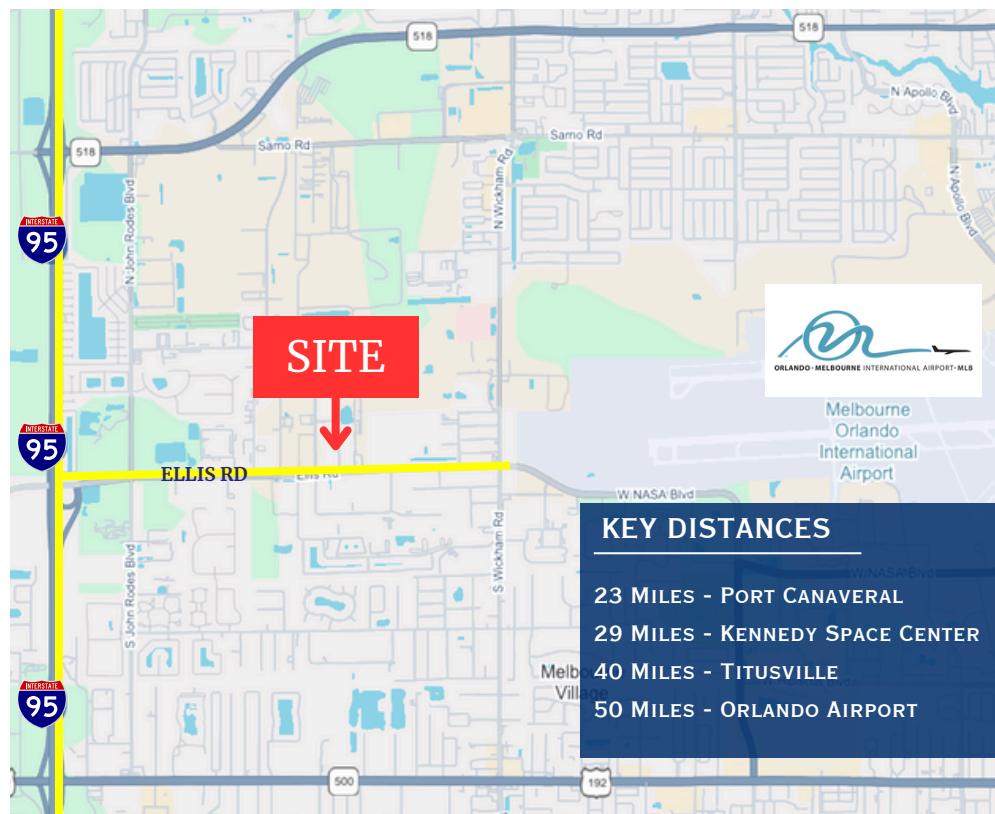 518
518
N Apollo Blvd
Sarno Rd
Sarno Rd
518
N Wickham Rd
N Apollo Blvd
N John Rodes Blvd
INTERSTATE
95
SITE
ORLANDO · MELBOURNE INTERNATIONAL AIRPORT · MLB
Melbourne
Orlando
International
Airport
INTERSTATE
95
ELLIS RD
Ellis Rd
W NASA Blvd
KEY DISTANCES
23 MILES - PORT CANAVERAL
29 MILES - KENNEDY SPACE CENTER
40 MILES - TITUSVILLE
50 MILES - ORLANDO AIRPORT
W NASA Blvd
S Wickham Rd
S John Rodes Blvd
Village
INTERSTATE
95
500
192